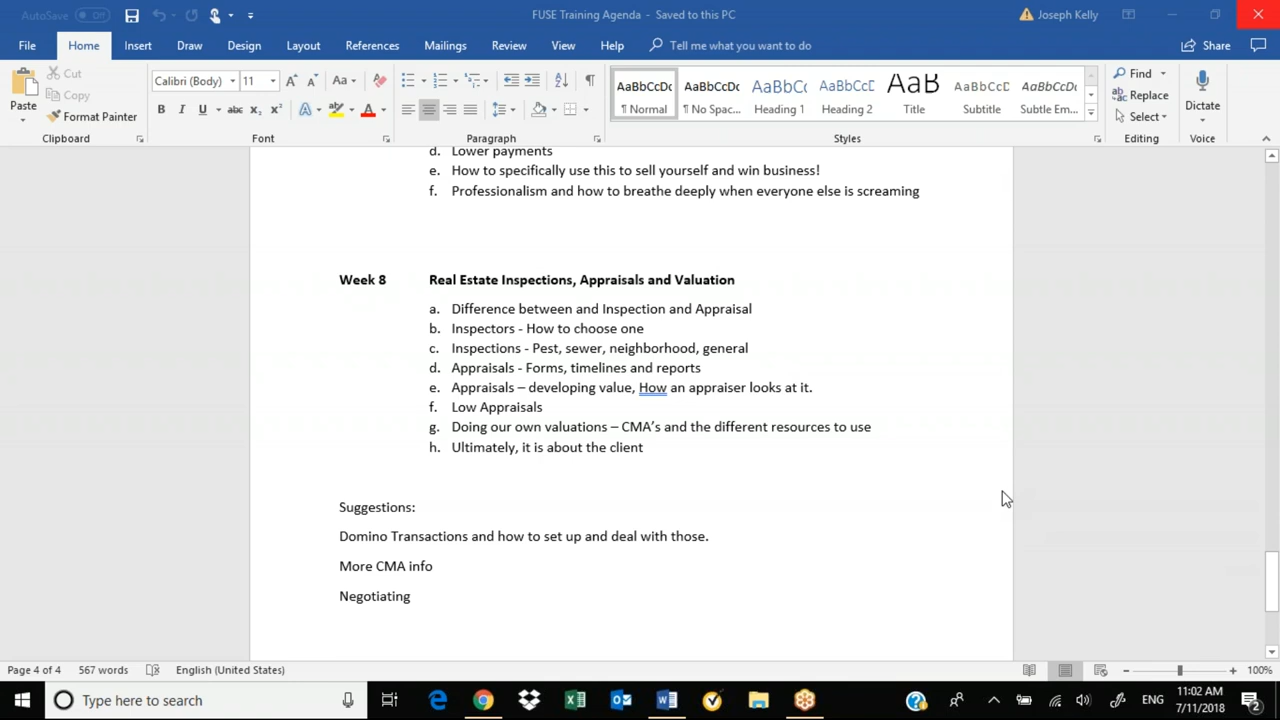 AutoSave Off FUSE Training Agenda - Saved to this PC Joseph Kelly
File Home Insert Draw Design Layout References Mailings Review View Help Tell me what you want to do Share
Paste Cut Copy Format Painter Clipboard
Calibri (Body) 11 Font
Paragraph
AaBbCcDc AaBbCcDc AaBbCc AaBbCcC AaB AaBbCcC AaBbCcDc
¶ Normal ¶ No Spac... Heading 1 Heading 2 Title Subtitle Subtle Em...
Styles
Find Replace Select Editing
Dictate Voice
d. Lower payments
e. How to specifically use this to sell yourself and win business!
f. Professionalism and how to breathe deeply when everyone else is screaming
Week 8 Real Estate Inspections, Appraisals and Valuation
a. Difference between and Inspection and Appraisal
b. Inspectors - How to choose one
c. Inspections - Pest, sewer, neighborhood, general
d. Appraisals - Forms, timelines and reports
e. Appraisals – developing value, How an appraiser looks at it.
f. Low Appraisals
g. Doing our own valuations – CMA's and the different resources to use
h. Ultimately, it is about the client
Suggestions:
Domino Transactions and how to set up and deal with those.
More CMA info
Negotiating
Page 4 of 4 567 words English (United States) 100%
Type here to search ENG 11:02 AM
7/11/2018 2